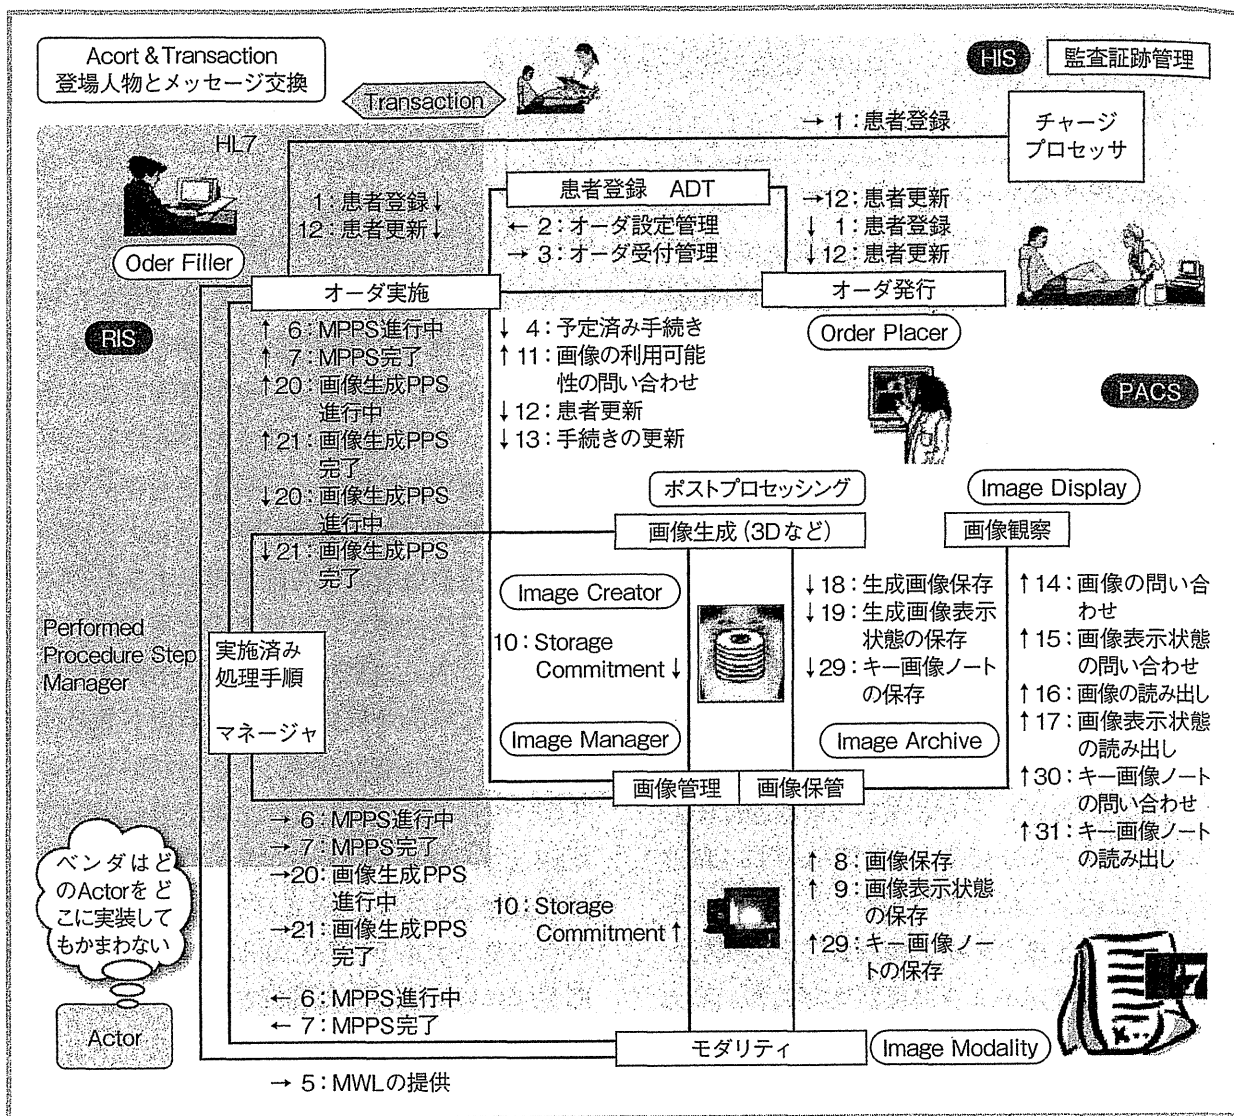 Acort & Transaction
登場人物とメッセージ交換
Transaction
HIS
監査証跡管理
→ 1：患者登録
チャージ
プロセッサ
HL7
1：患者登録↓
12：患者更新↓
患者登録 ADT
← 2：オーダ設定管理
→ 3：オーダ受付管理
→12：患者更新
↓ 1：患者登録
↓12：患者更新
Oder Filler
オーダ実施
オーダ発行
Order Placer
RIS
PACS
↑ 6：MPPS進行中
↑ 7：MPPS完了
↑20：画像生成PPS
進行中
↑21：画像生成PPS
完了
↓20：画像生成PPS
進行中
↓21：画像生成PPS
完了
↓ 4：予定済み手続き
↑11：画像の利用可能
性の問い合わせ
↓12：患者更新
↓13：手続きの更新
ポストプロセッシング
Image Display
画像生成（3Dなど）
画像観察
Image Creator
10：Storage
Commitment↓
↓18：生成画像保存
↓19：生成画像表示
状態の保存
↓29：キー画像ノート
の保存
↑14：画像の問い合
わせ
↑15：画像表示状態
の問い合わせ
↑16：画像の読み出し
↑17：画像表示状態
の読み出し
↑30：キー画像ノート
の問い合わせ
↑31：キー画像ノート
の読み出し
Performed
Procedure Step
Manager
実施済み
処理手順
マネージャ
Image Manager
Image Archive
画像管理
画像保管
→ 6：MPPS進行中
→ 7：MPPS完了
→20：画像生成PPS
進行中
→21：画像生成PPS
完了
← 6：MPPS進行中
← 7：MPPS完了
10：Storage
Commitment↑
↑ 8：画像保存
↑ 9：画像表示状態
の保存
↑29：キー画像ノー
トの保存
ベンダはど
のActorをど
こに実装して
もかまわない
Actor
モダリティ
Image Modality
→ 5：MWLの提供